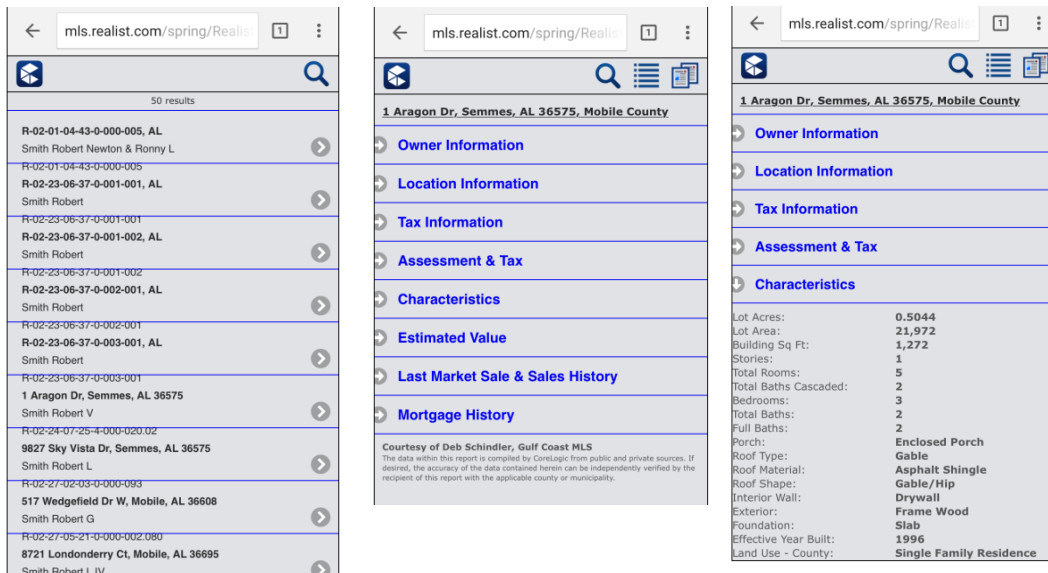 mls.realist.com/spring/Realis
1
50 results
R-02-01-04-43-0-000-005, AL
Smith Robert Newton & Ronny L
R-02-01-04-43-0-000-005
R-02-23-06-37-0-001-001, AL
Smith Robert
R-02-23-06-37-0-001-001
R-02-23-06-37-0-001-002, AL
Smith Robert
R-02-23-06-37-0-001-002
R-02-23-06-37-0-002-001, AL
Smith Robert
R-02-23-06-37-0-002-001
R-02-23-06-37-0-003-001, AL
Smith Robert
R-02-23-06-37-0-003-001
1 Aragon Dr, Semmes, AL 36575
Smith Robert V
R-02-24-07-25-4-000-020.02
9827 Sky Vista Dr, Semmes, AL 36575
Smith Robert L
R-02-27-02-03-0-000-093
517 Wedgefield Dr W, Mobile, AL 36608
Smith Robert G
R-02-27-05-21-0-000-002.080
8721 Londonderry Ct, Mobile, AL 36695
Smith Robert L IV
mls.realist.com/spring/Realis
1
1 Aragon Dr, Semmes, AL 36575, Mobile County
Owner Information
Location Information
Tax Information
Assessment & Tax
Characteristics
Estimated Value
Last Market Sale & Sales History
Mortgage History
Courtesy of Deb Schindler, Gulf Coast MLS
The data within this report is compiled by CoreLogic from public and private sources. If
desired, the accuracy of the data contained herein can be independently verified by the
recipient of this report with the applicable county or municipality.
mls.realist.com/spring/Realis
1
1 Aragon Dr, Semmes, AL 36575, Mobile County
Owner Information
Location Information
Tax Information
Assessment & Tax
Characteristics
Lot Acres: 0.5044
Lot Area: 21,972
Building Sq Ft: 1,272
Stories: 1
Total Rooms: 5
Total Baths Cascaded: 2
Bedrooms: 3
Total Baths: 2
Full Baths: 2
Porch: Enclosed Porch
Roof Type: Gable
Roof Material: Asphalt Shingle
Roof Shape: Gable/Hip
Interior Wall: Drywall
Exterior: Frame Wood
Foundation: Slab
Effective Year Built: 1996
Land Use - County: Single Family Residence